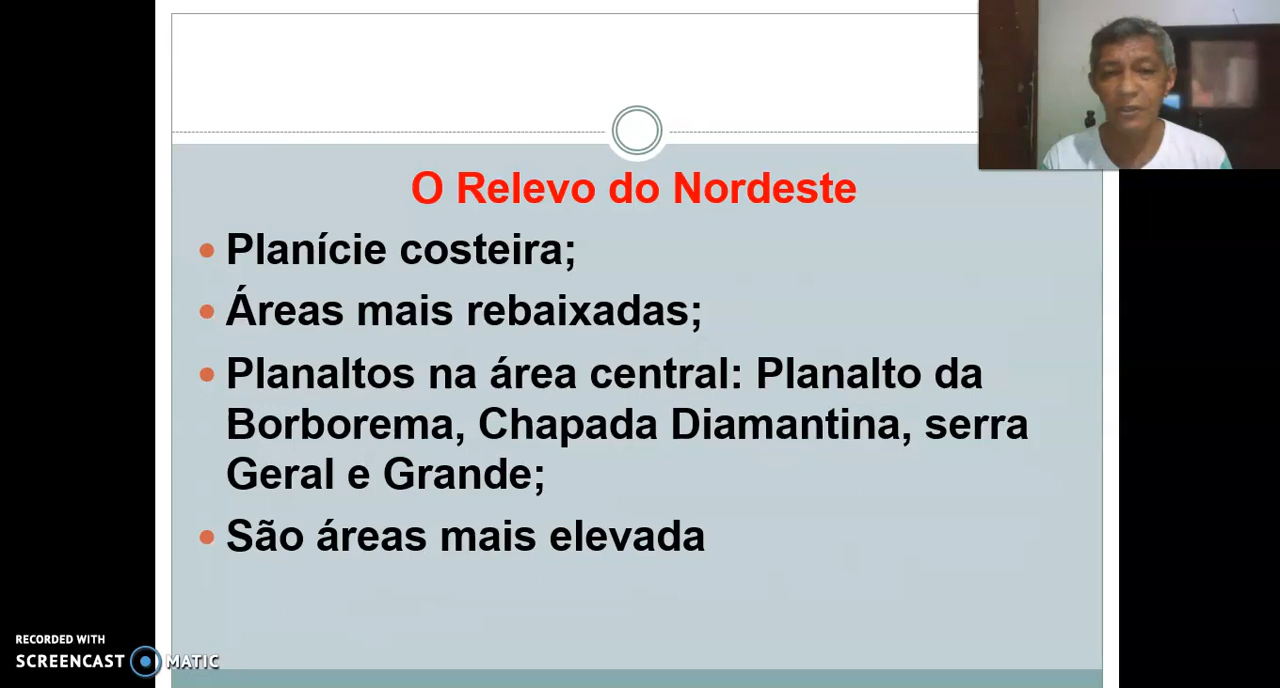 O Relevo do Nordeste
• Planície costeira;
• Áreas mais rebaixadas;
• Planaltos na área central: Planalto da
Borborema, Chapada Diamantina, serra
Geral e Grande;
• São áreas mais elevada
RECORDED WITH
SCREENCAST MATIC